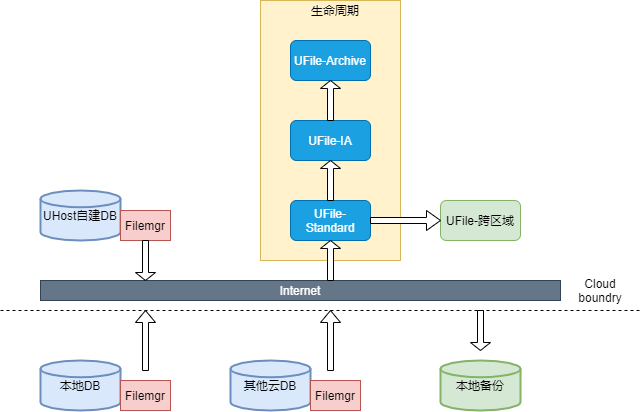 生命周期
UFile-Archive
UFile-IA
UHost自建DB
Filemgr
UFile-
Standard
UFile-跨区域
Internet
Cloud
boundry
本地DB
Filemgr
其他云DB
Filemgr
本地备份